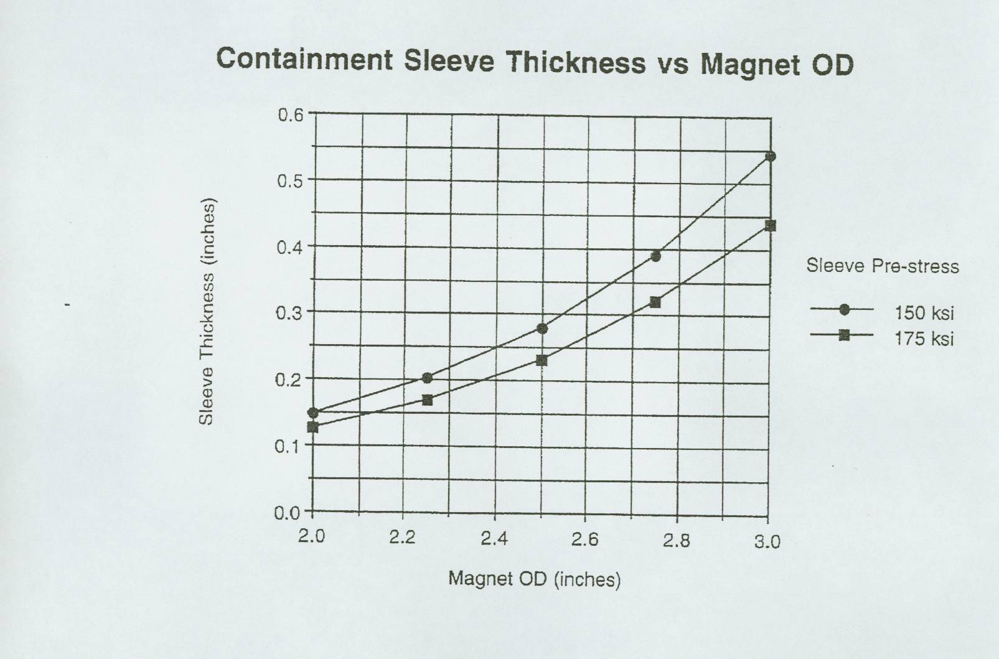 Containment Sleeve Thickness vs Magnet OD
0.6
0.5
0.4
0.3
0.2
0.1
0.0
Sleeve Thickness (inches)
2.0 2.2 2.4 2.6 2.8 3.0
Magnet OD (inches)
Sleeve Pre-stress
150 ksi
175 ksi